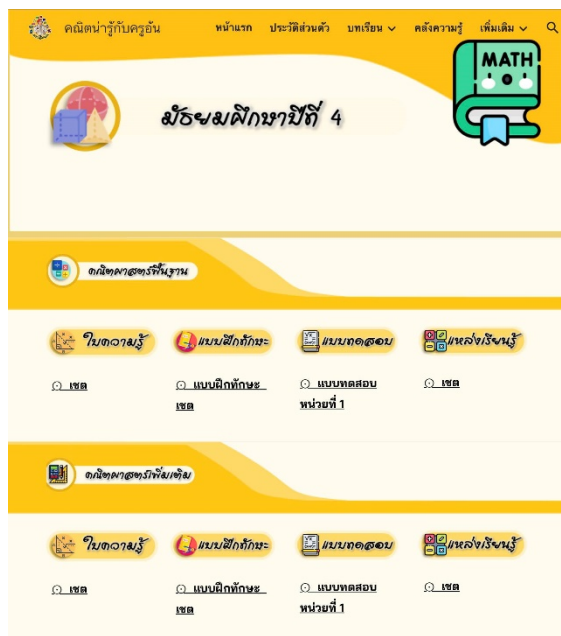 คณิตน่ารู้กับครูอ้น
หน้าแรก ประวัติส่วนตัว บทเรียน คลังความรู้ เพิ่มเติม
MATH
มัธยมศึกษาปีที่ 4
คณิตศาสตร์พื้นฐาน
ใบความรู้ แบบฝึกทักษะ แบบทดสอบ แหล่งเรียนรู้
เซต แบบฝึกทักษะ แบบทดสอบ เซต
เซต หน่วยที่ 1
คณิตศาสตร์เพิ่มเติม
ใบความรู้ แบบฝึกทักษะ แบบทดสอบ แหล่งเรียนรู้
เซต แบบฝึกทักษะ แบบทดสอบ เซต
เซต หน่วยที่ 1